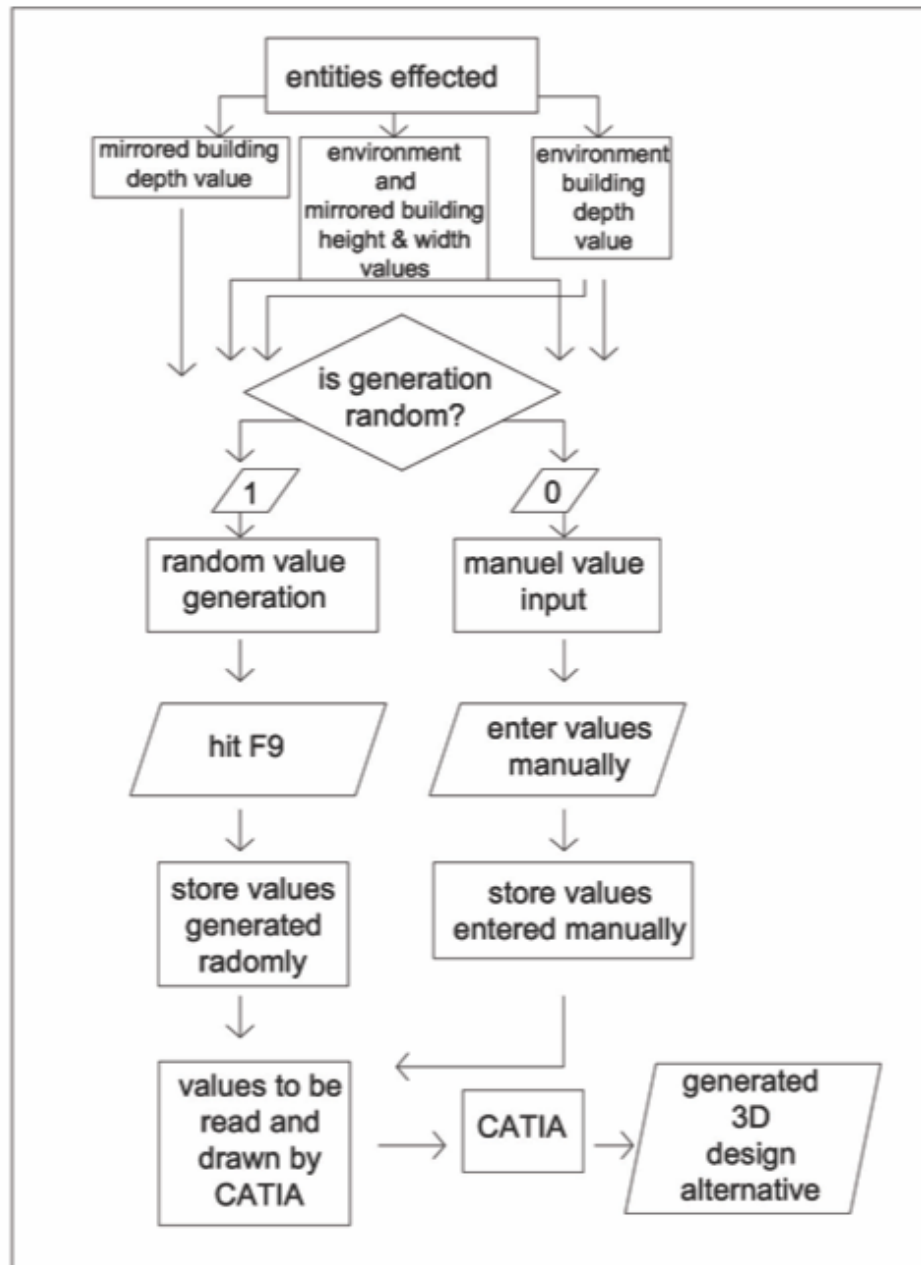 entities effected
mirrored building
depth value
environment
and
mirrored building
height & width
values
environment
building
depth
value
is generation
random?
1
0
random value
generation
manuel value
input
hit F9
enter values
manually
store values
generated
radomly
store values
entered manually
values to be
read and
drawn by
CATIA
CATIA
generated
3D
design
alternative